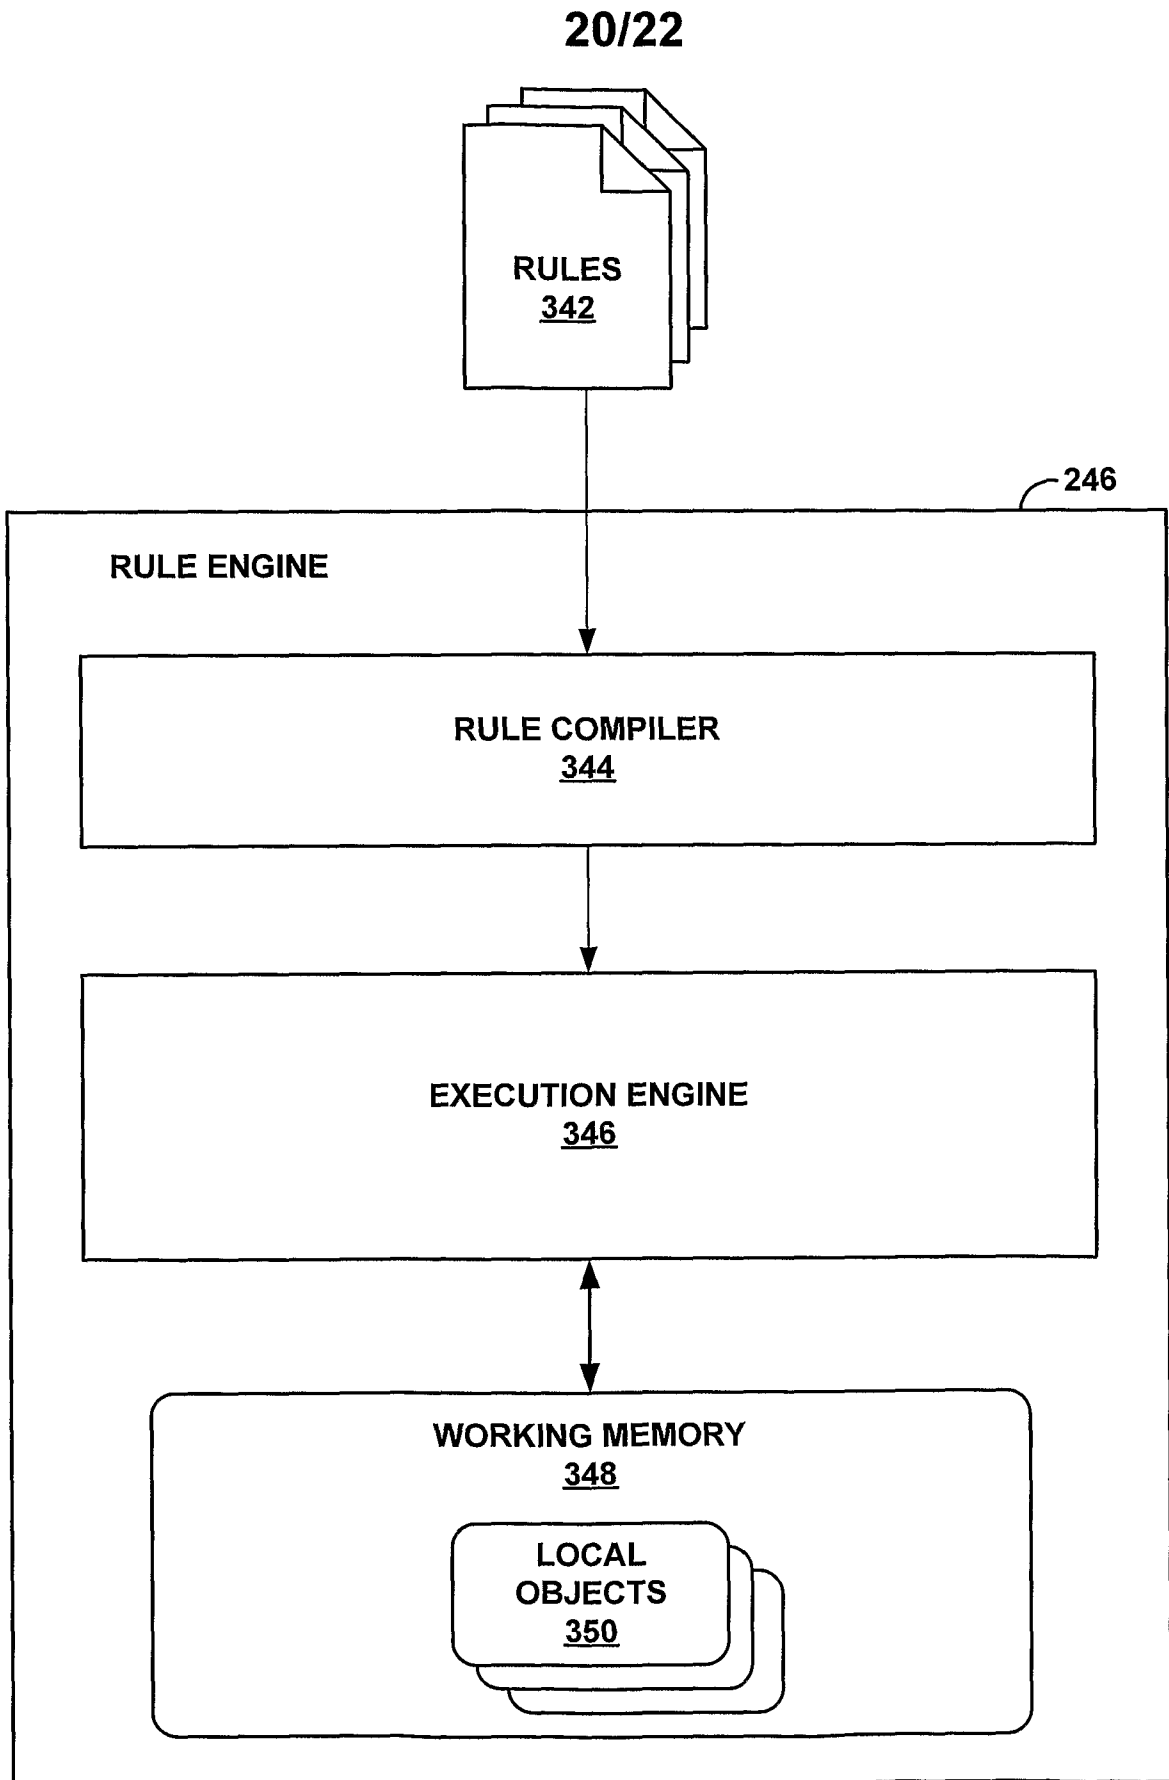 20/22
RULES
342
246
RULE ENGINE
RULE COMPILER
344
EXECUTION ENGINE
346
WORKING MEMORY
348
LOCAL
OBJECTS
350